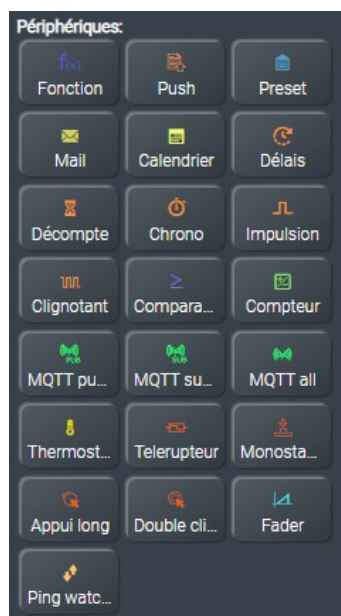 Périphériques:
f(x)
Fonction Push Preset
Mail Calendrier Délais
Décompte Chrono Impulsion
≥
Clignotant Compara... Compteur
PUB SUB
MQTT pu... MQTT su... MQTT all
Thermost... Telerupteur Monosta...
Appui long Double cli... Fader
Ping watc...